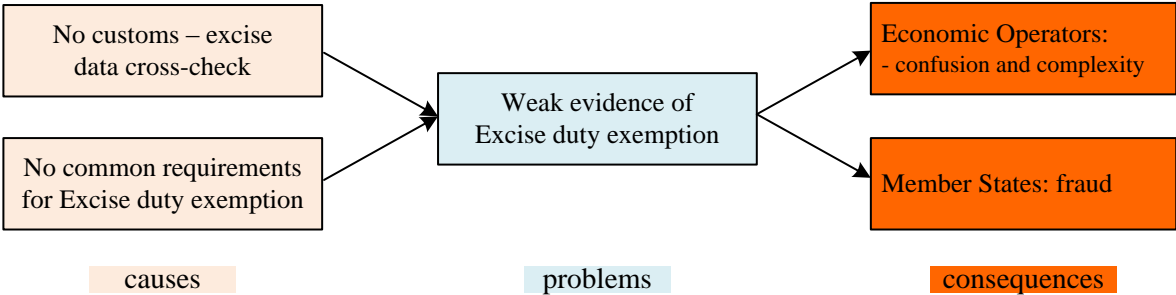 No customs – excise
data cross-check
No common requirements
for Excise duty exemption
Weak evidence of
Excise duty exemption
Economic Operators:
- confusion and complexity
Member States: fraud
causes
problems
consequences